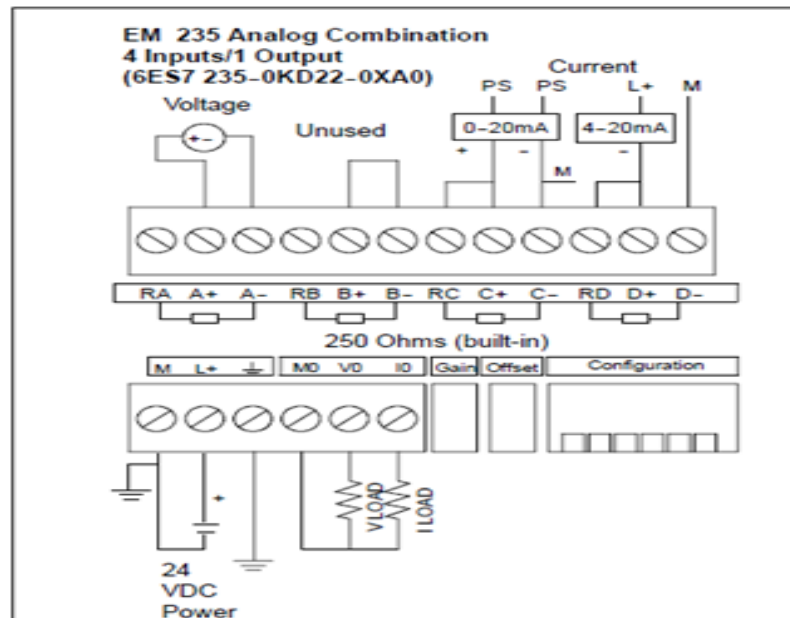 EM 235 Analog Combination
4 Inputs/1 Output
(6ES7 235-0KD22-0XA0)
Current
PS PS L+ M
Voltage
Unused
0-20mA 4-20mA
+-
+ - -
M
RA A+ A- RB B+ B- RC C+ C- RD D+ D-
250 Ohms (built-in)
M L+ M0 V0 I0 Gain Offset Configuration
+
V LOAD
I LOAD
24
VDC
Power